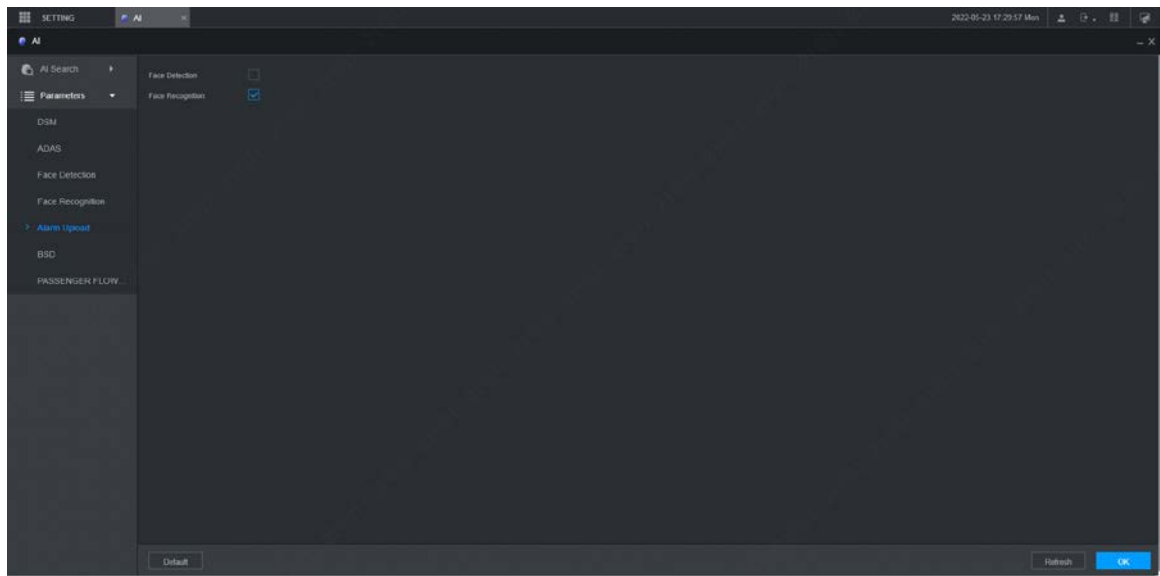 SETTING
AI
2022-05-23 17:29:57 Mon
AI
AI Search
Parameters
DSM
ADAS
Face Detection
Face Recognition
Alarm Upload
BSD
PASSENGER FLOW...
Face Detection
Face Recognition
Default
Refresh
OK